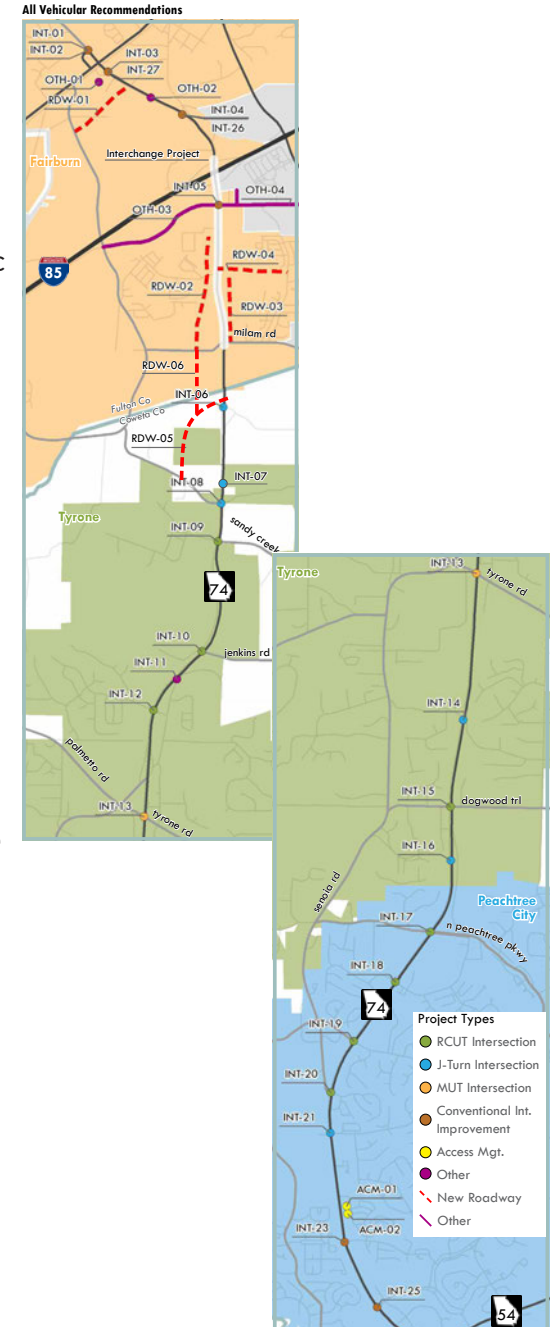 All Vehicular Recommendations
INT-01
INT-02
INT-03
INT-27
OTH-01
OTH-02
RDW-01
INT-04
INT-26
Interchange Project
Fairburn
INT-05
OTH-04
OTH-03
C
85
RDW-04
RDW-02
RDW-03
milam rd
RDW-06
INT-06
Fulton Co
Coweta Co
RDW-05
INT-07
INT-08
Tyrone
INT-09
sandy creek
74
INT-10
jenkins rd
INT-11
INT-12
palmetto rd
INT-13
tyrone rd
INT-13
Tyrone
tyrone rd
INT-14
INT-15
dogwood trl
INT-16
senoia rd
Peachtree
City
INT-17
n peachtree pkwy
INT-18
74
INT-19
INT-20
INT-21
Project Types
RCUT Intersection
J-Turn Intersection
MUT Intersection
Conventional Int.
Improvement
Access Mgt.
Other
New Roadway
Other
ACM-01
ACM-02
INT-23
INT-25
54